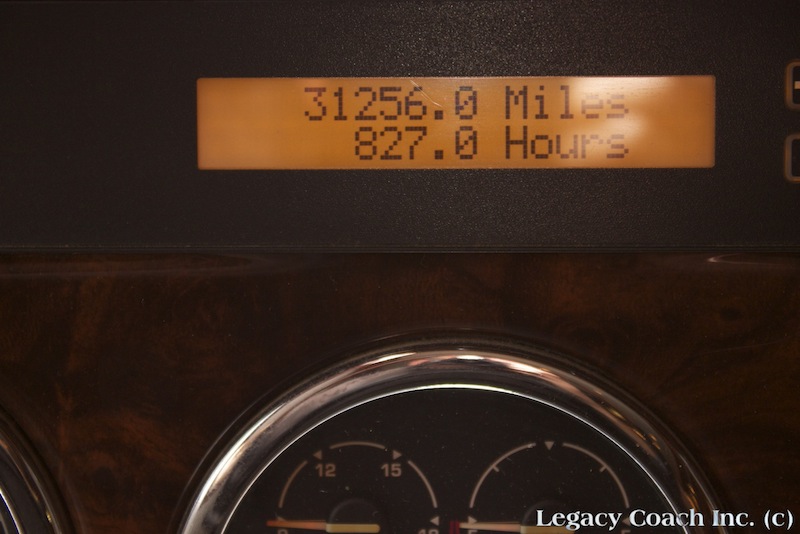 31256.0 Miles
827.0 Hours
12 15
Legacy Coach Inc. (c)